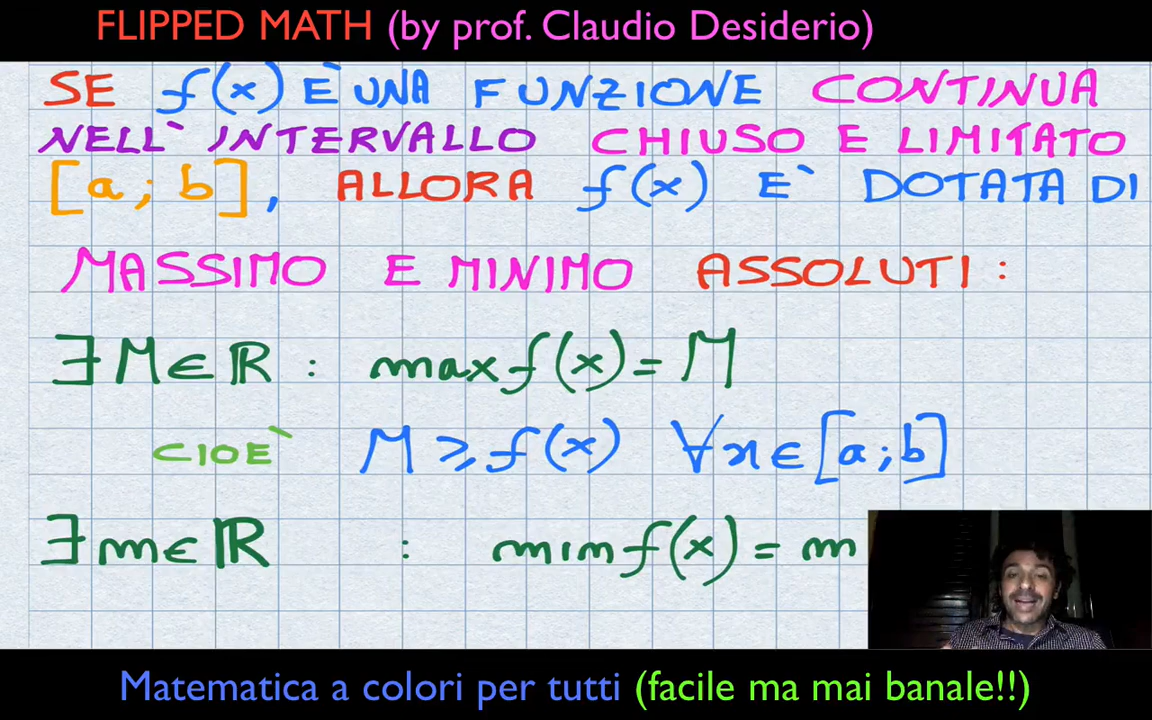 FLIPPED MATH (by prof. Claudio Desiderio)
SE f(x) È UNA FUNZIONE CONTINUA
NELL' INTERVALLO CHIUSO E LIMITATO
[a; b], ALLORA f(x) E' DOTATA DI
MASSIMO E MINIMO ASSOLUTI:
∃ M ∈ ℝ : max f(x) = M
CIOE' M ≥ f(x) ∀x ∈ [a; b]
∃ m ∈ ℝ : min f(x) = m
Matematica a colori per tutti (facile ma mai banale!!)